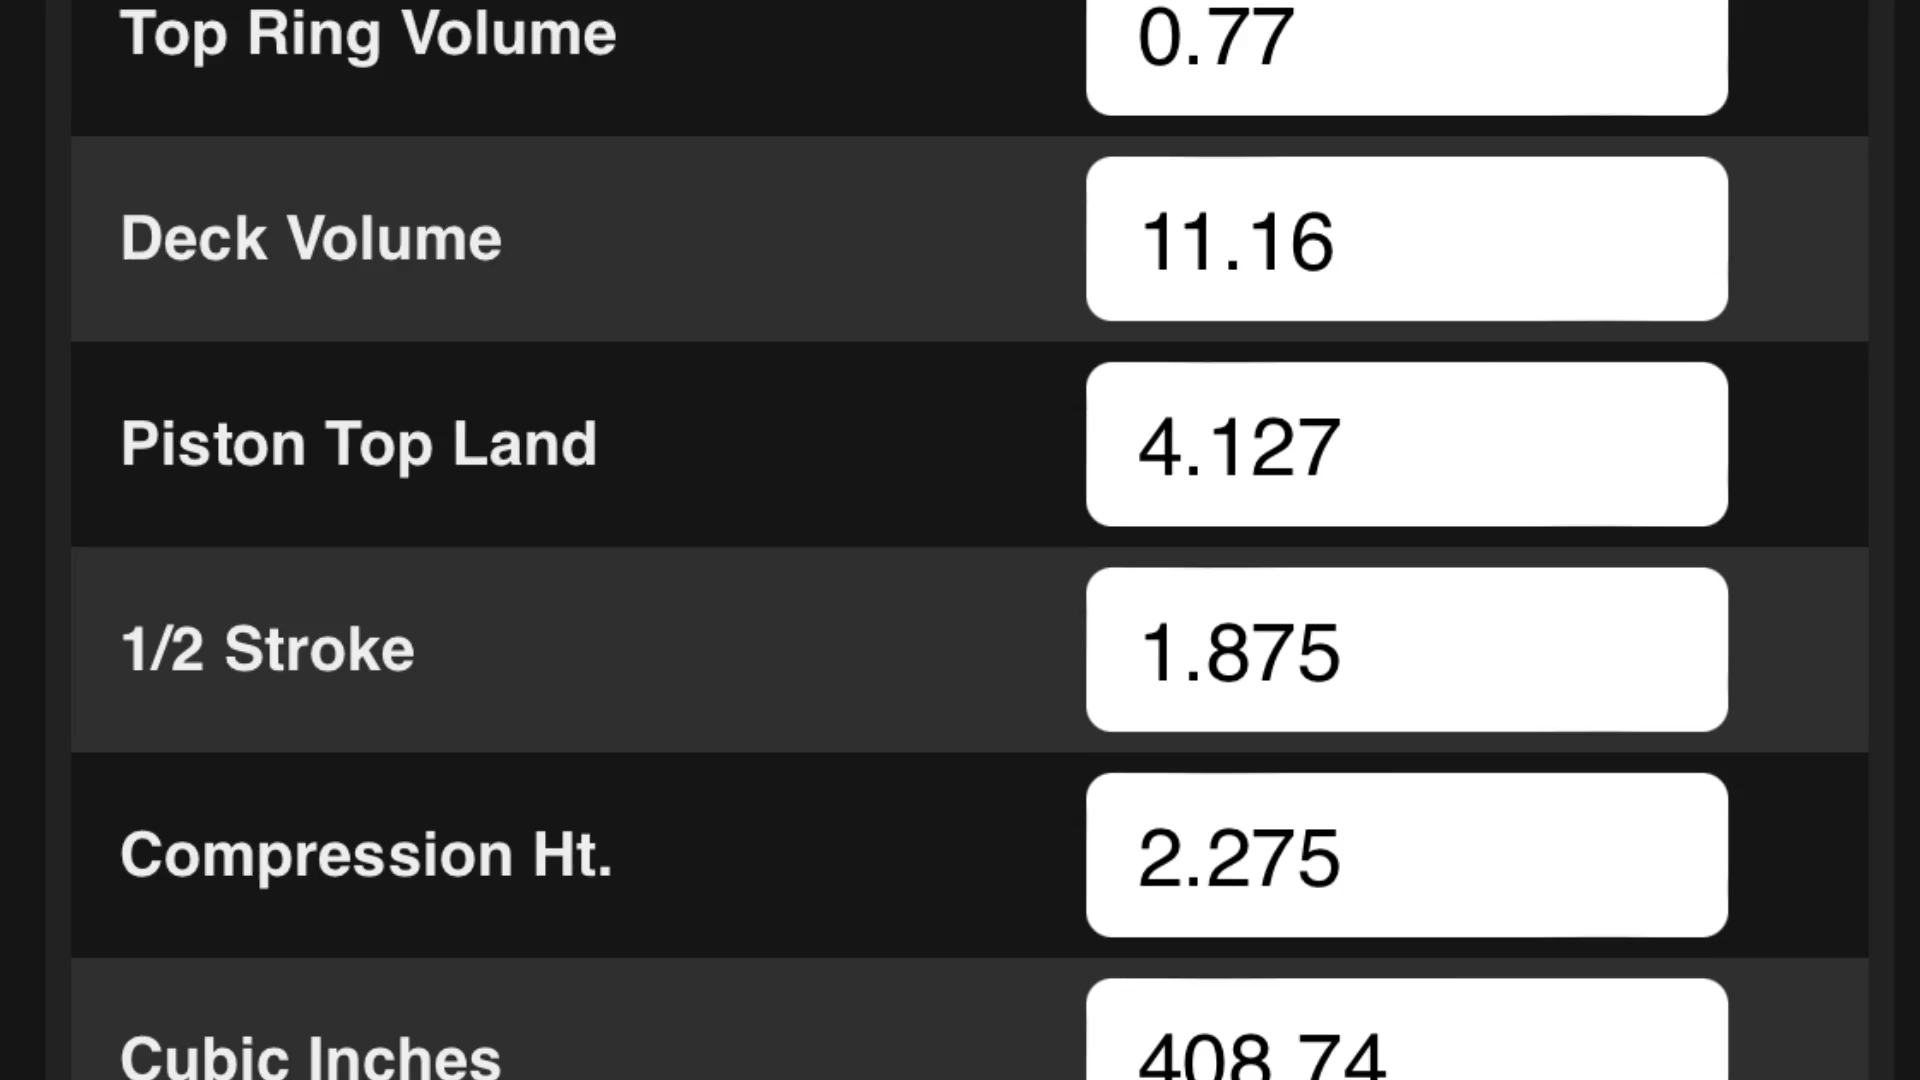 Top Ring Volume 0.77
Deck Volume 11.16
Piston Top Land 4.127
1/2 Stroke 1.875
Compression Ht. 2.275
Cubic Inches 408.74